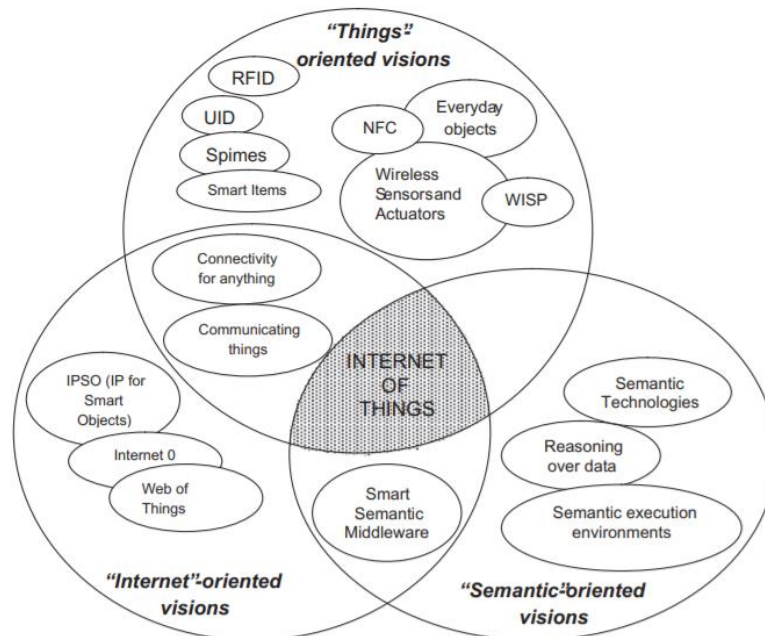 “Things”-
oriented visions
RFID
UID
Spimes
Smart Items
Everyday
objects
NFC
Wireless
Sensors and
Actuators
WISP
Connectivity
for anything
Communicating
things
INTERNET
OF
THINGS
IPSO (IP for
Smart
Objects)
Internet 0
Web of
Things
Semantic
Technologies
Reasoning
over data
Semantic execution
environments
Smart
Semantic
Middleware
“Internet”-oriented
visions
“Semantic”-oriented
visions